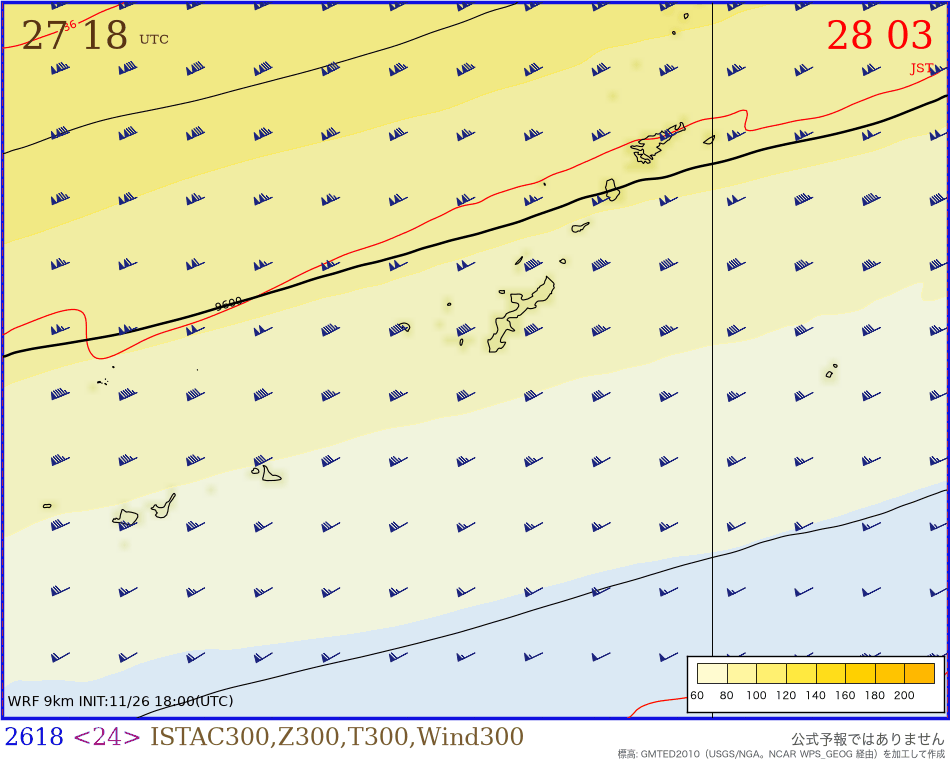 27 18 UTC
28 03
JST
-36
9600
WRF 9km INIT:11/26 18:00(UTC)
60 80 100 120 140 160 180 200
2618 <24> ISTAC300,Z300,T300,Wind300
公式予報ではありません
標高: GMTED2010（USGS/NGA。NCAR WPS_GEOG 経由）を加工して作成